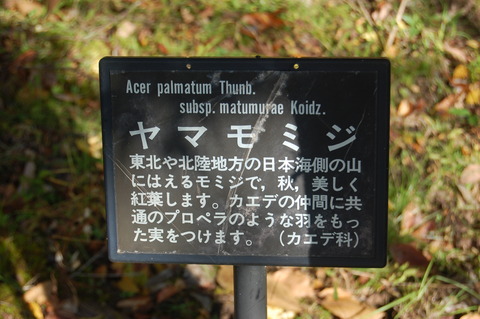 Acer palmatum Thunb.
subsp. matumurae Koidz.
ヤマモミジ
東北や北陸地方の日本海側の山
にはえるモミジで，秋，美しく
紅葉します。カエデの仲間に共
通のプロペラのような羽をもっ
た実をつけます。（カエデ科）